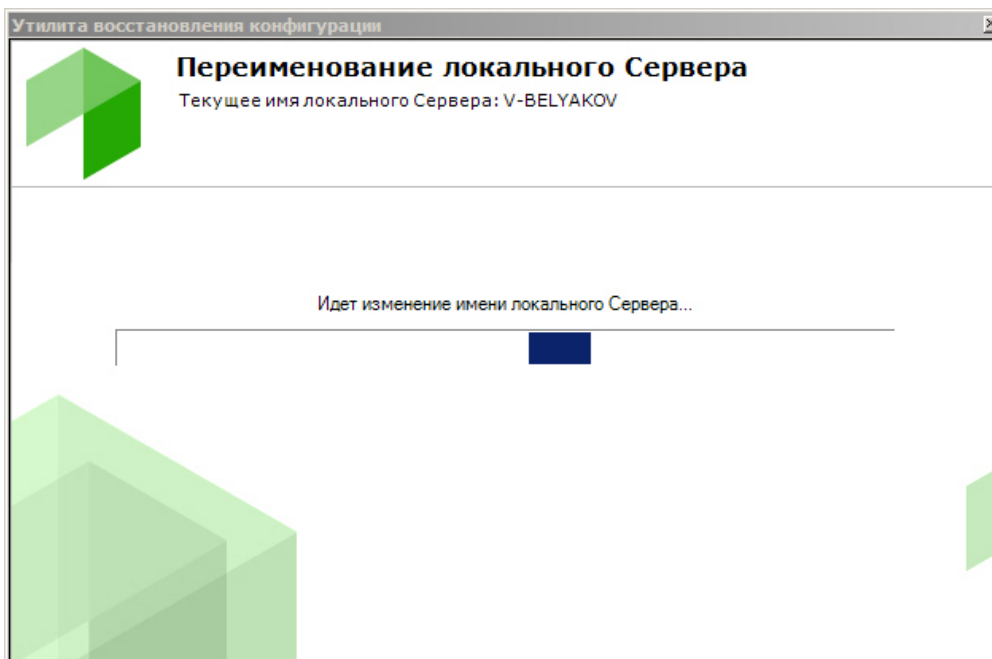 Утилита восстановления конфигурации
Переименование локального Сервера
Текущее имя локального Сервера: V-BELYAKOV
Идет изменение имени локального Сервера...